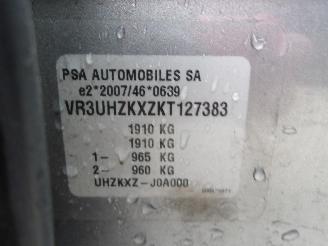 PSA AUTOMOBILES SA
e2*2007/46*0639
VR3UHZKXZKT127383
1910 KG
1910 KG
1- 965 KG
2- 960 KG
UHZKXZ-J0A000